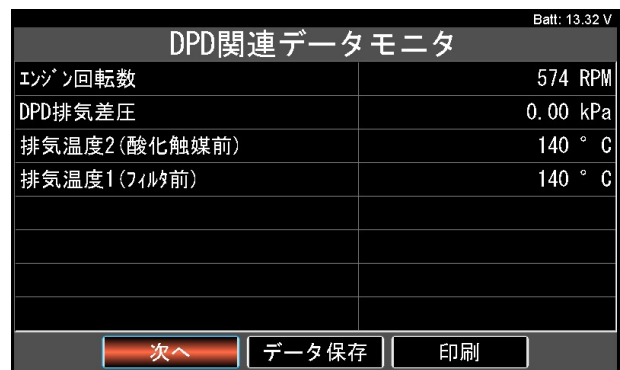 Batt: 13.32 V
DPD関連データモニタ
ｴﾝｼﾞﾝ回転数 574 RPM
DPD排気差圧 0.00 kPa
排気温度2(酸化触媒前) 140 ° C
排気温度1(ﾌｨﾙﾀ前) 140 ° C
次へ データ保存 印刷